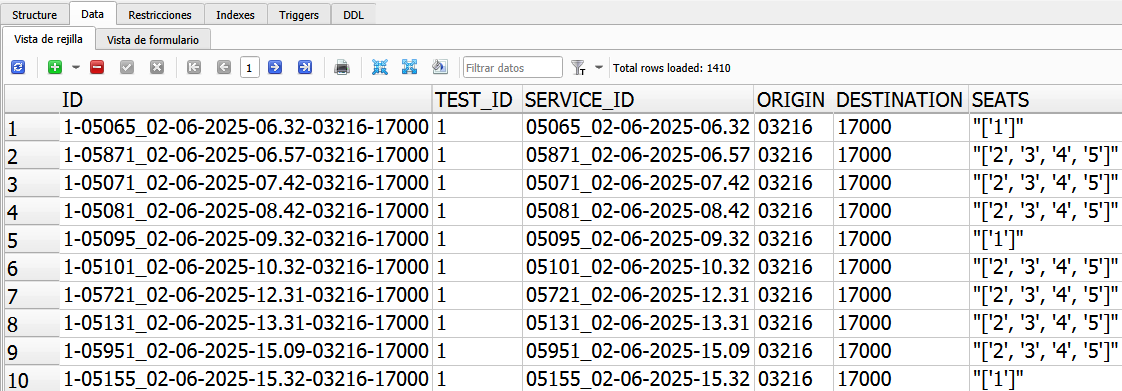 Structure Data Restricciones Indexes Triggers DDL
Vista de rejilla Vista de formulario
1 Filtrar datos T Total rows loaded: 1410
ID TEST_ID SERVICE_ID ORIGIN DESTINATION SEATS
1 1-05065_02-06-2025-06.32-03216-17000 1 05065_02-06-2025-06.32 03216 17000 "['1']"
2 1-05871_02-06-2025-06.57-03216-17000 1 05871_02-06-2025-06.57 03216 17000 "['2', '3', '4', '5']"
3 1-05071_02-06-2025-07.42-03216-17000 1 05071_02-06-2025-07.42 03216 17000 "['2', '3', '4', '5']"
4 1-05081_02-06-2025-08.42-03216-17000 1 05081_02-06-2025-08.42 03216 17000 "['2', '3', '4', '5']"
5 1-05095_02-06-2025-09.32-03216-17000 1 05095_02-06-2025-09.32 03216 17000 "['1']"
6 1-05101_02-06-2025-10.32-03216-17000 1 05101_02-06-2025-10.32 03216 17000 "['2', '3', '4', '5']"
7 1-05721_02-06-2025-12.31-03216-17000 1 05721_02-06-2025-12.31 03216 17000 "['2', '3', '4', '5']"
8 1-05131_02-06-2025-13.31-03216-17000 1 05131_02-06-2025-13.31 03216 17000 "['2', '3', '4', '5']"
9 1-05951_02-06-2025-15.09-03216-17000 1 05951_02-06-2025-15.09 03216 17000 "['2', '3', '4', '5']"
10 1-05155_02-06-2025-15.32-03216-17000 1 05155_02-06-2025-15.32 03216 17000 "['1']"